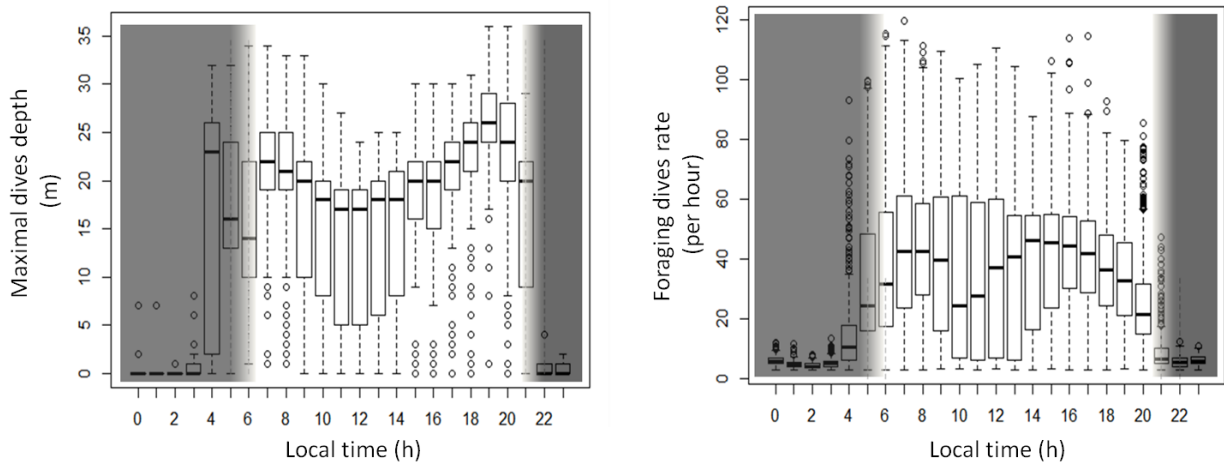 Maximal dives depth
(m)
35
30
25
20
15
10
5
0
0 2 4 6 8 10 12 14 16 18 20 22
Local time (h)
Foraging dives rate
(per hour)
120
100
80
60
40
20
0
0 2 4 6 8 10 12 14 16 18 20 22
Local time (h)